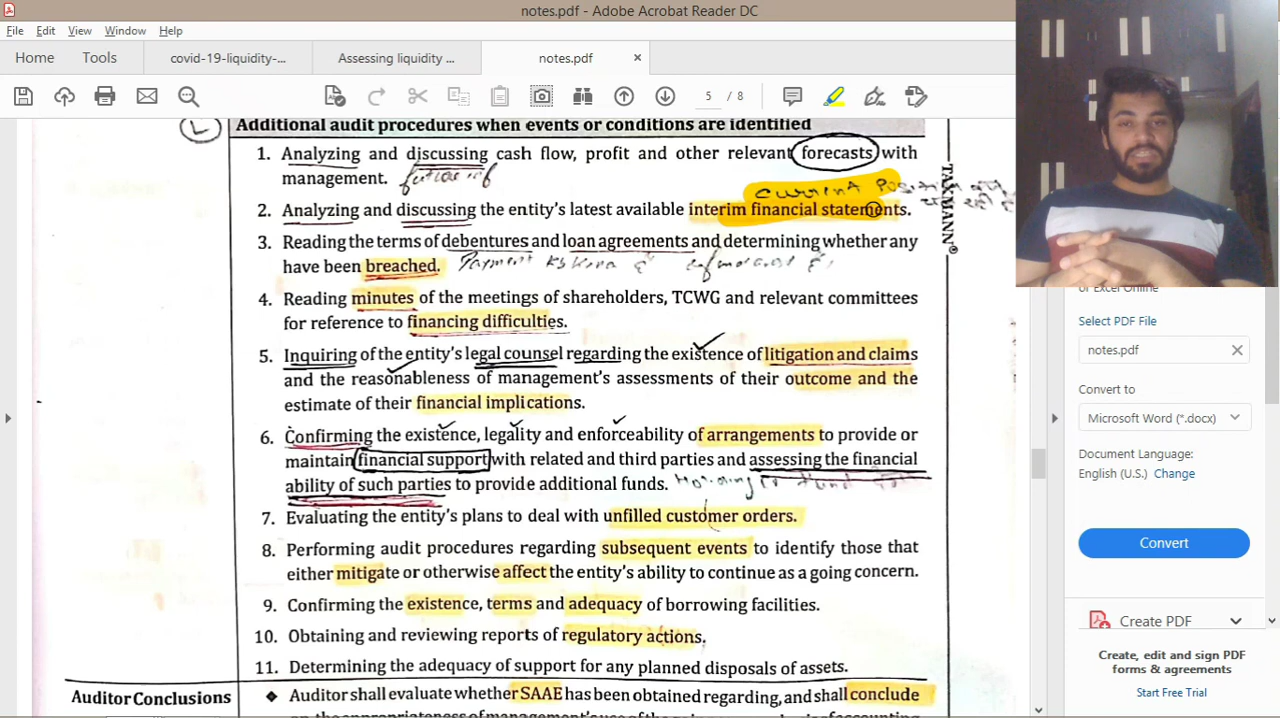 notes.pdf - Adobe Acrobat Reader DC
File Edit View Window Help
Home Tools covid-19-liquidity-... Assessing liquidity ... notes.pdf ×
5 / 8
Additional audit procedures when events or conditions are identified
1. Analyzing and discussing cash flow, profit and other relevant forecasts with
management.
current
2. Analyzing and discussing the entity's latest available interim financial statements.
3. Reading the terms of debentures and loan agreements and determining whether any
have been breached. Payment
4. Reading minutes of the meetings of shareholders, TCWG and relevant committees
for reference to financing difficulties.
5. Inquiring of the entity's legal counsel regarding the existence of litigation and claims
and the reasonableness of management's assessments of their outcome and the
estimate of their financial implications.
6. Confirming the existence, legality and enforceability of arrangements to provide or
maintain financial support with related and third parties and assessing the financial
ability of such parties to provide additional funds.
7. Evaluating the entity's plans to deal with unfilled customer orders.
8. Performing audit procedures regarding subsequent events to identify those that
either mitigate or otherwise affect the entity's ability to continue as a going concern.
9. Confirming the existence, terms and adequacy of borrowing facilities.
10. Obtaining and reviewing reports of regulatory actions.
11. Determining the adequacy of support for any planned disposals of assets.
Auditor Conclusions ❖ Auditor shall evaluate whether SAAE has been obtained regarding, and shall conclude
TAXMANN®
or Excel Online
Select PDF File
notes.pdf
Convert to
Microsoft Word (*.docx)
Document Language:
English (U.S.) Change
Convert
Create PDF
Create, edit and sign PDF
forms & agreements
Start Free Trial